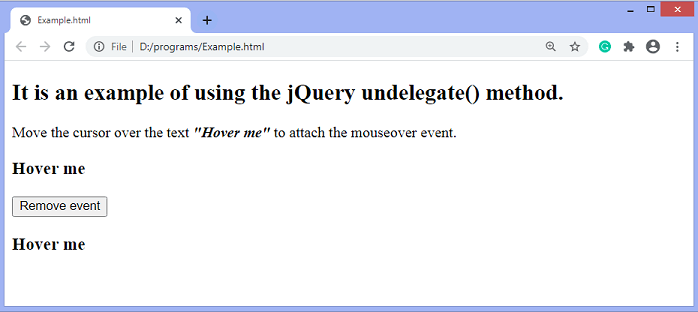 Example.html
File | D:/programs/Example.html
It is an example of using the jQuery undelegate() method.
Move the cursor over the text "Hover me" to attach the mouseover event.
Hover me
Remove event
Hover me